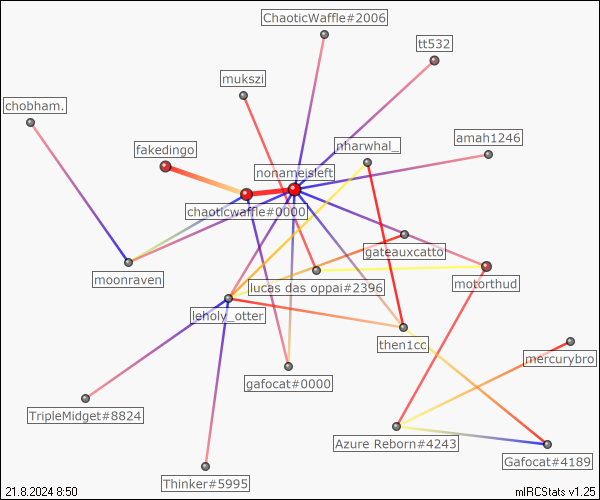 ChaoticWaffle#2006
tt532
mukszi
chobham.
nharwhal_
amah1246
fakedingo
nonameisleft
chaoticwaffle#0000
gateauxcatto
moonraven
lucas das oppai#2396
motorthud
leholy_otter
then1cc
mercurybro
gafocat#0000
TripleMidget#8824
Azure Reborn#4243
Gafocat#4189
Thinker#5995
21.8.2024 8:50
mIRCStats v1.25